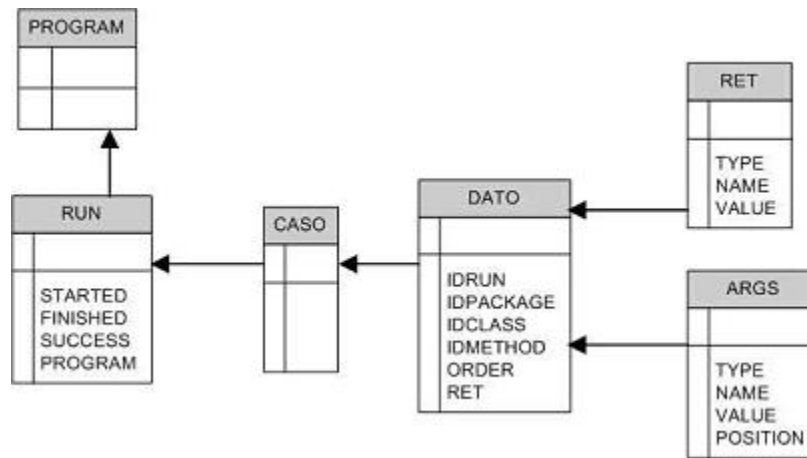 PROGRAM
RUN
STARTED
FINISHED
SUCCESS
PROGRAM
CASO
DATO
IDRUN
IDPACKAGE
IDCLASS
IDMETHOD
ORDER
RET
RET
TYPE
NAME
VALUE
ARGS
TYPE
NAME
VALUE
POSITION